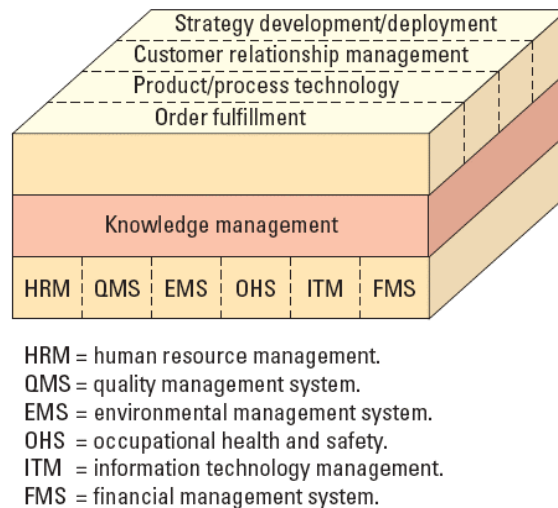 Strategy development/deployment
Customer relationship management
Product/process technology
Order fulfillment
Knowledge management
HRM QMS EMS OHS ITM FMS
HRM = human resource management.
QMS = quality management system.
EMS = environmental management system.
OHS = occupational health and safety.
ITM = information technology management.
FMS = financial management system.